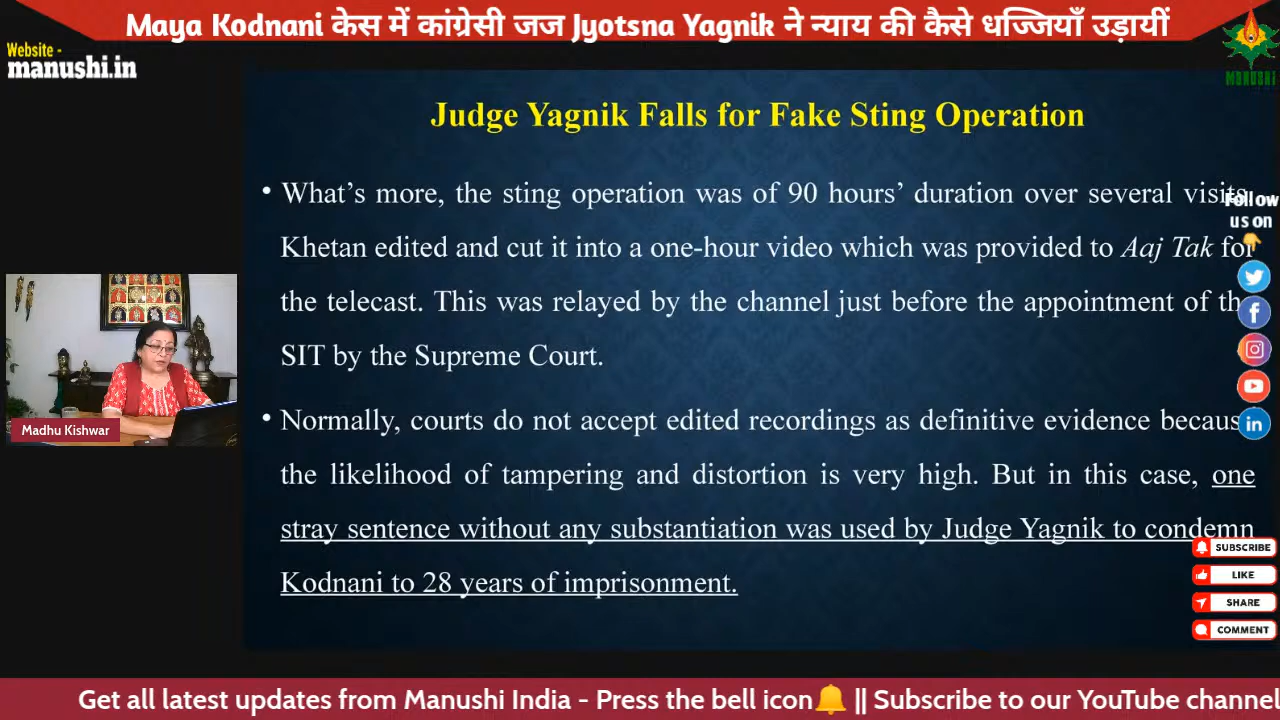 Maya Kodnani केस में कांग्रेसी जज Jyotsna Yagnik ने न्याय की कैसे धज्जियाँ उड़ायीं
Website -
manushi.in
MANUSHI
Judge Yagnik Falls for Fake Sting Operation
• What’s more, the sting operation was of 90 hours’ duration over several visits.
Khetan edited and cut it into a one-hour video which was provided to Aaj Tak for
the telecast. This was relayed by the channel just before the appointment of the
SIT by the Supreme Court.
• Normally, courts do not accept edited recordings as definitive evidence because
the likelihood of tampering and distortion is very high. But in this case, one
stray sentence without any substantiation was used by Judge Yagnik to condemn
Kodnani to 28 years of imprisonment.
Follow
us on
Madhu Kishwar
SUBSCRIBE
LIKE
SHARE
COMMENT
Get all latest updates from Manushi India - Press the bell icon🔔 || Subscribe to our YouTube channel